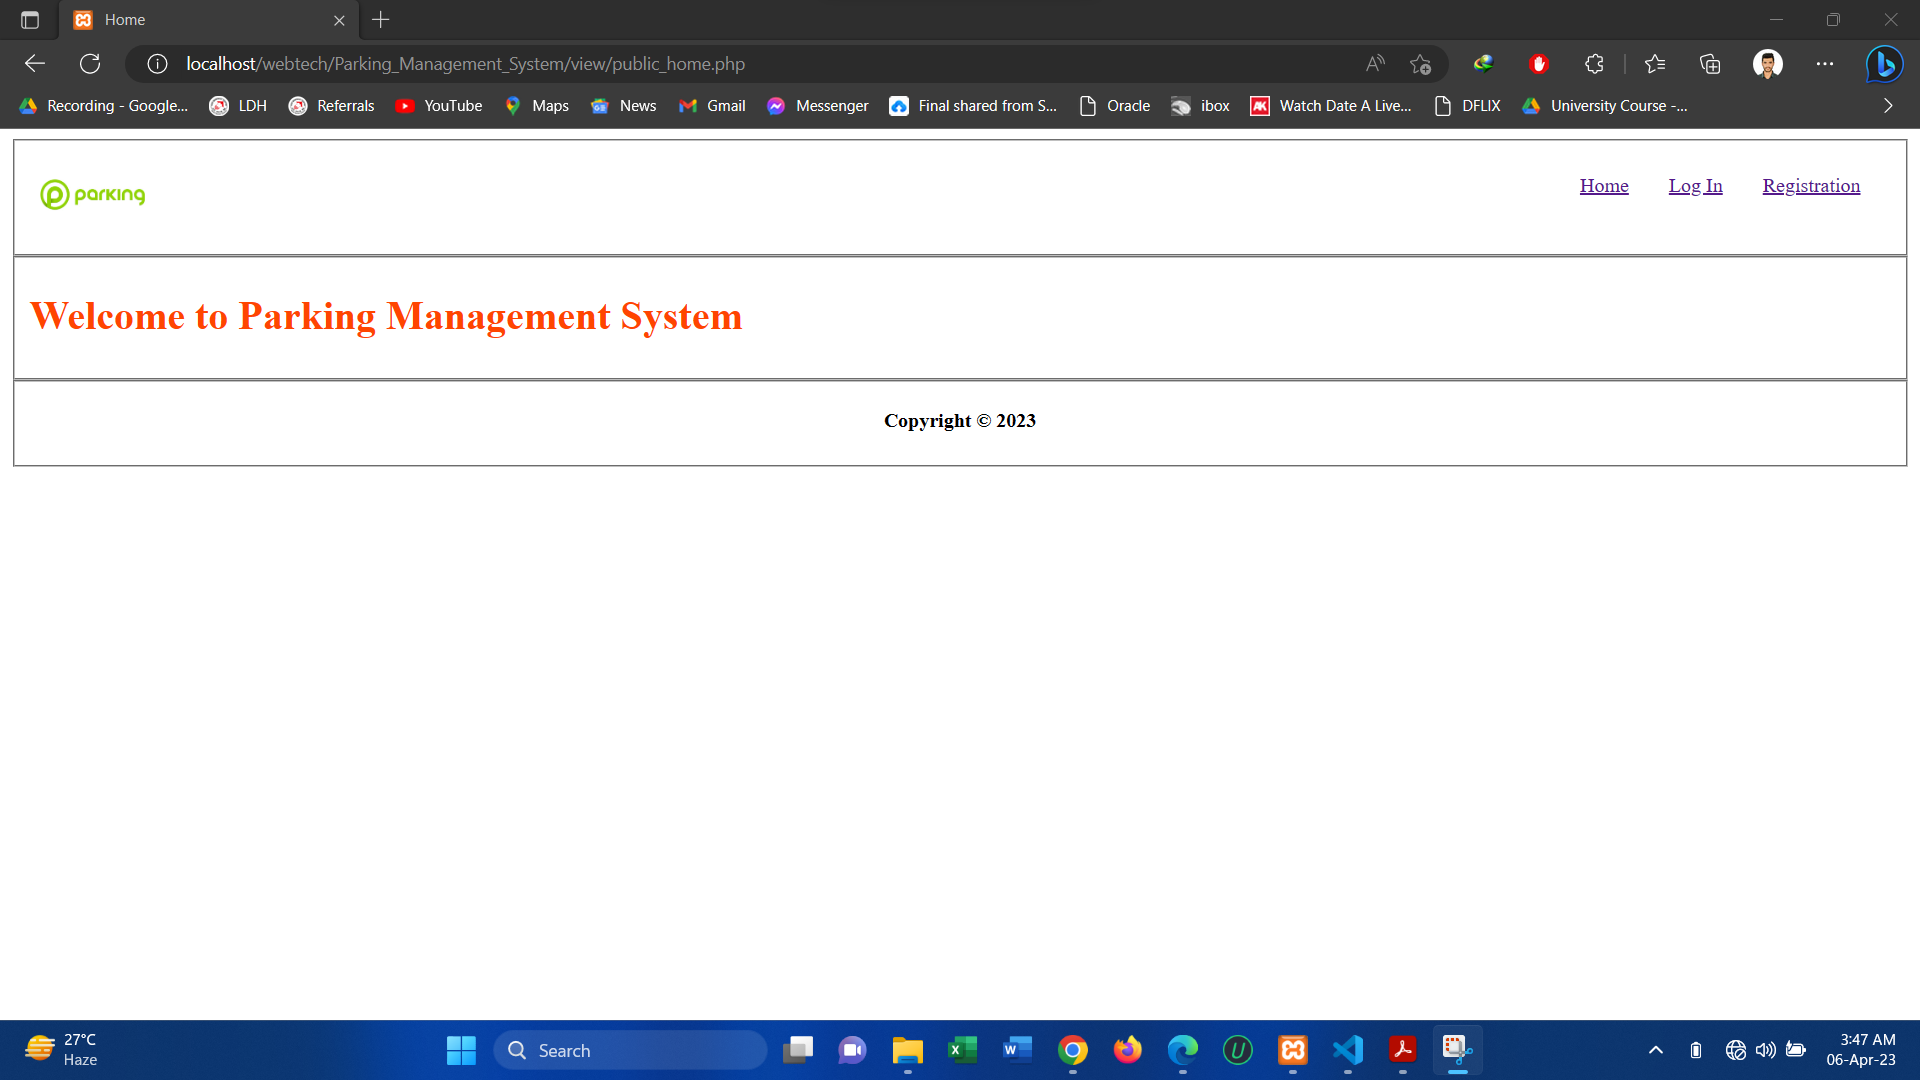 Home
localhost/webtech/Parking_Management_System/view/public_home.php
Recording - Google... LDH Referrals YouTube Maps News Gmail Messenger Final shared from S... Oracle ibox Watch Date A Live... DFLIX University Course -...
parking
Home Log In Registration
Welcome to Parking Management System
Copyright © 2023
27°C
Haze
Search
3:47 AM
06-Apr-23